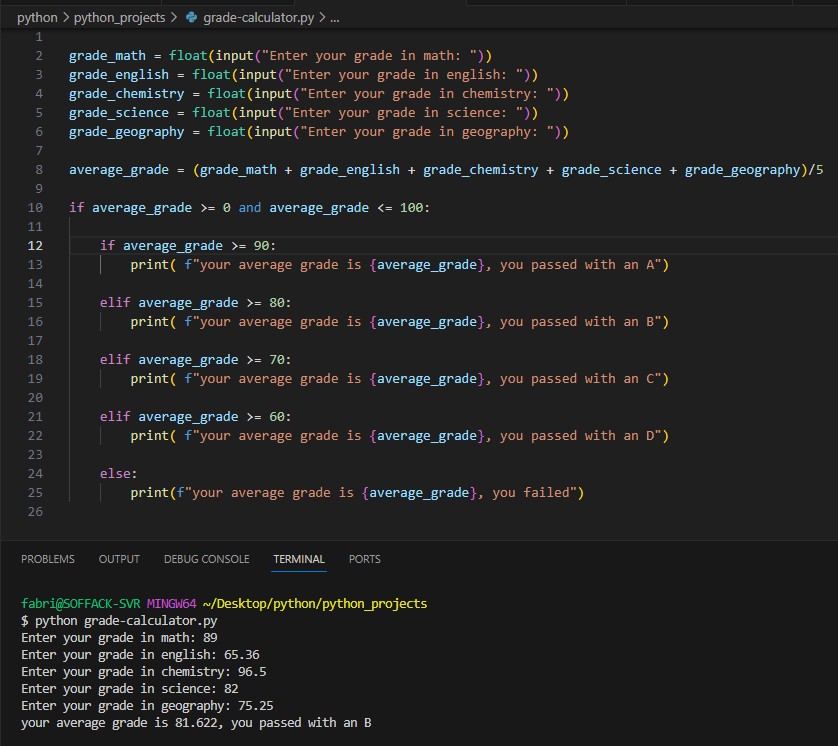 python > python_projects > grade-calculator.py > ...
1
2 grade_math = float(input("Enter your grade in math: "))
3 grade_english = float(input("Enter your grade in english: "))
4 grade_chemistry = float(input("Enter your grade in chemistry: "))
5 grade_science = float(input("Enter your grade in science: "))
6 grade_geography = float(input("Enter your grade in geography: "))
7
8 average_grade = (grade_math + grade_english + grade_chemistry + grade_science + grade_geography)/5
9
10 if average_grade >= 0 and average_grade <= 100:
11
12     if average_grade >= 90:
13         print( f"your average grade is {average_grade}, you passed with an A")
14
15     elif average_grade >= 80:
16         print( f"your average grade is {average_grade}, you passed with an B")
17
18     elif average_grade >= 70:
19         print( f"your average grade is {average_grade}, you passed with an C")
20
21     elif average_grade >= 60:
22         print( f"your average grade is {average_grade}, you passed with an D")
23
24     else:
25         print(f"your average grade is {average_grade}, you failed")
26
PROBLEMS OUTPUT DEBUG CONSOLE TERMINAL PORTS
fabri@SOFFACK-SVR MINGW64 ~/Desktop/python/python_projects
$ python grade-calculator.py
Enter your grade in math: 89
Enter your grade in english: 65.36
Enter your grade in chemistry: 96.5
Enter your grade in science: 82
Enter your grade in geography: 75.25
your average grade is 81.622, you passed with an B